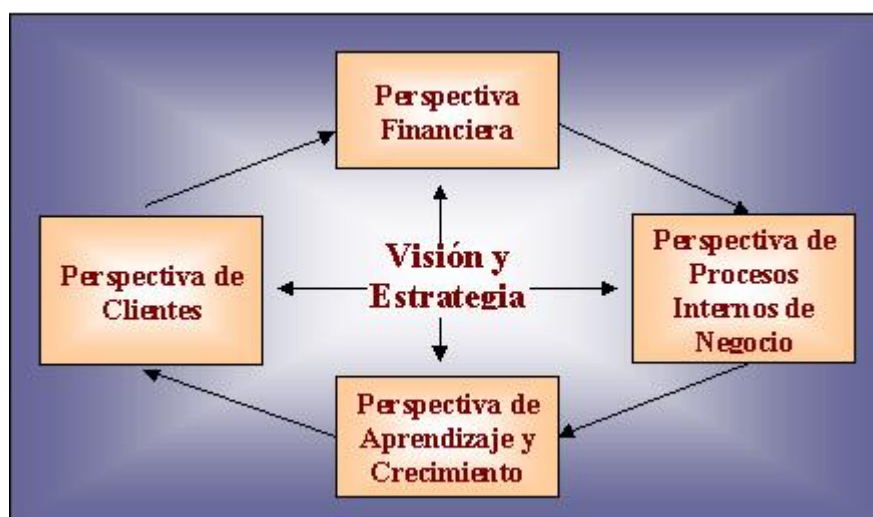 Perspectiva
Financiera
Perspectiva de
Clientes
Visión y
Estrategia
Perspectiva de
Procesos
Internos de
Negocio
Perspectiva de
Aprendizaje y
Crecimiento